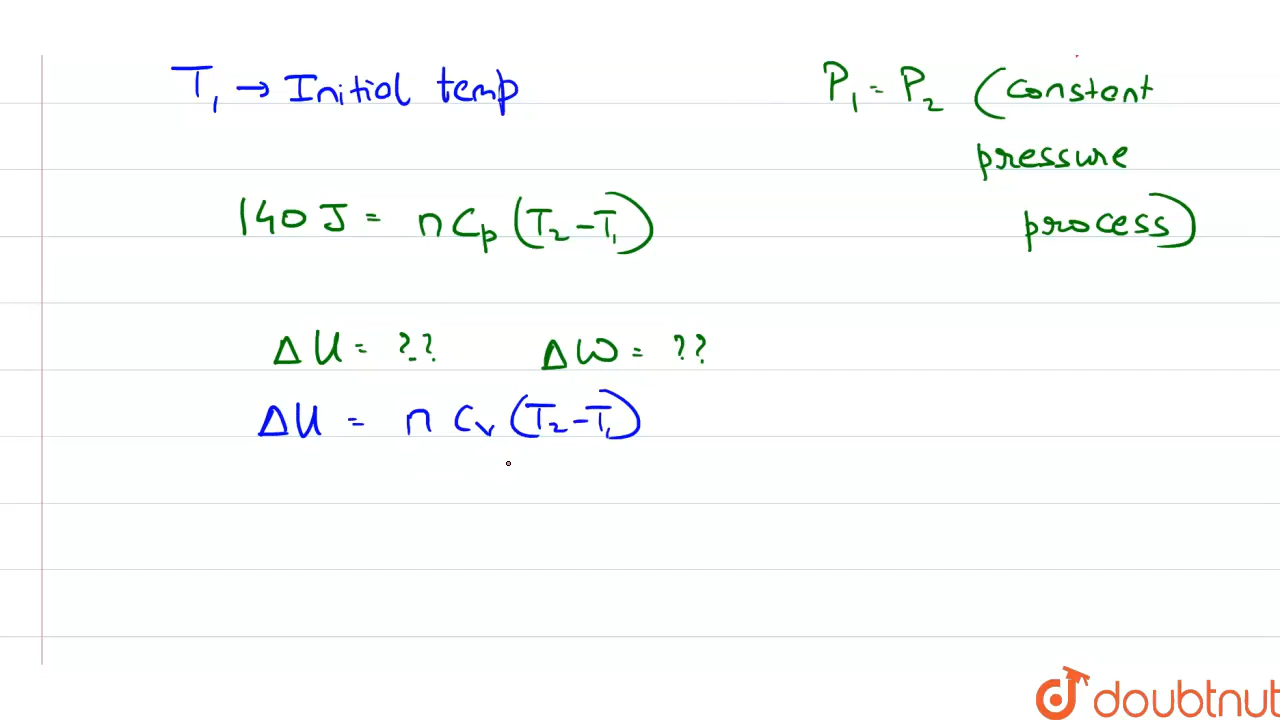 T₁ → Initial temp
P₁ = P₂ (constant
pressure
process)
140 J = n Cp (T₂ - T₁)
ΔU = ?? ΔW = ??
ΔU = n Cv (T₂ - T₁)
doubtnut